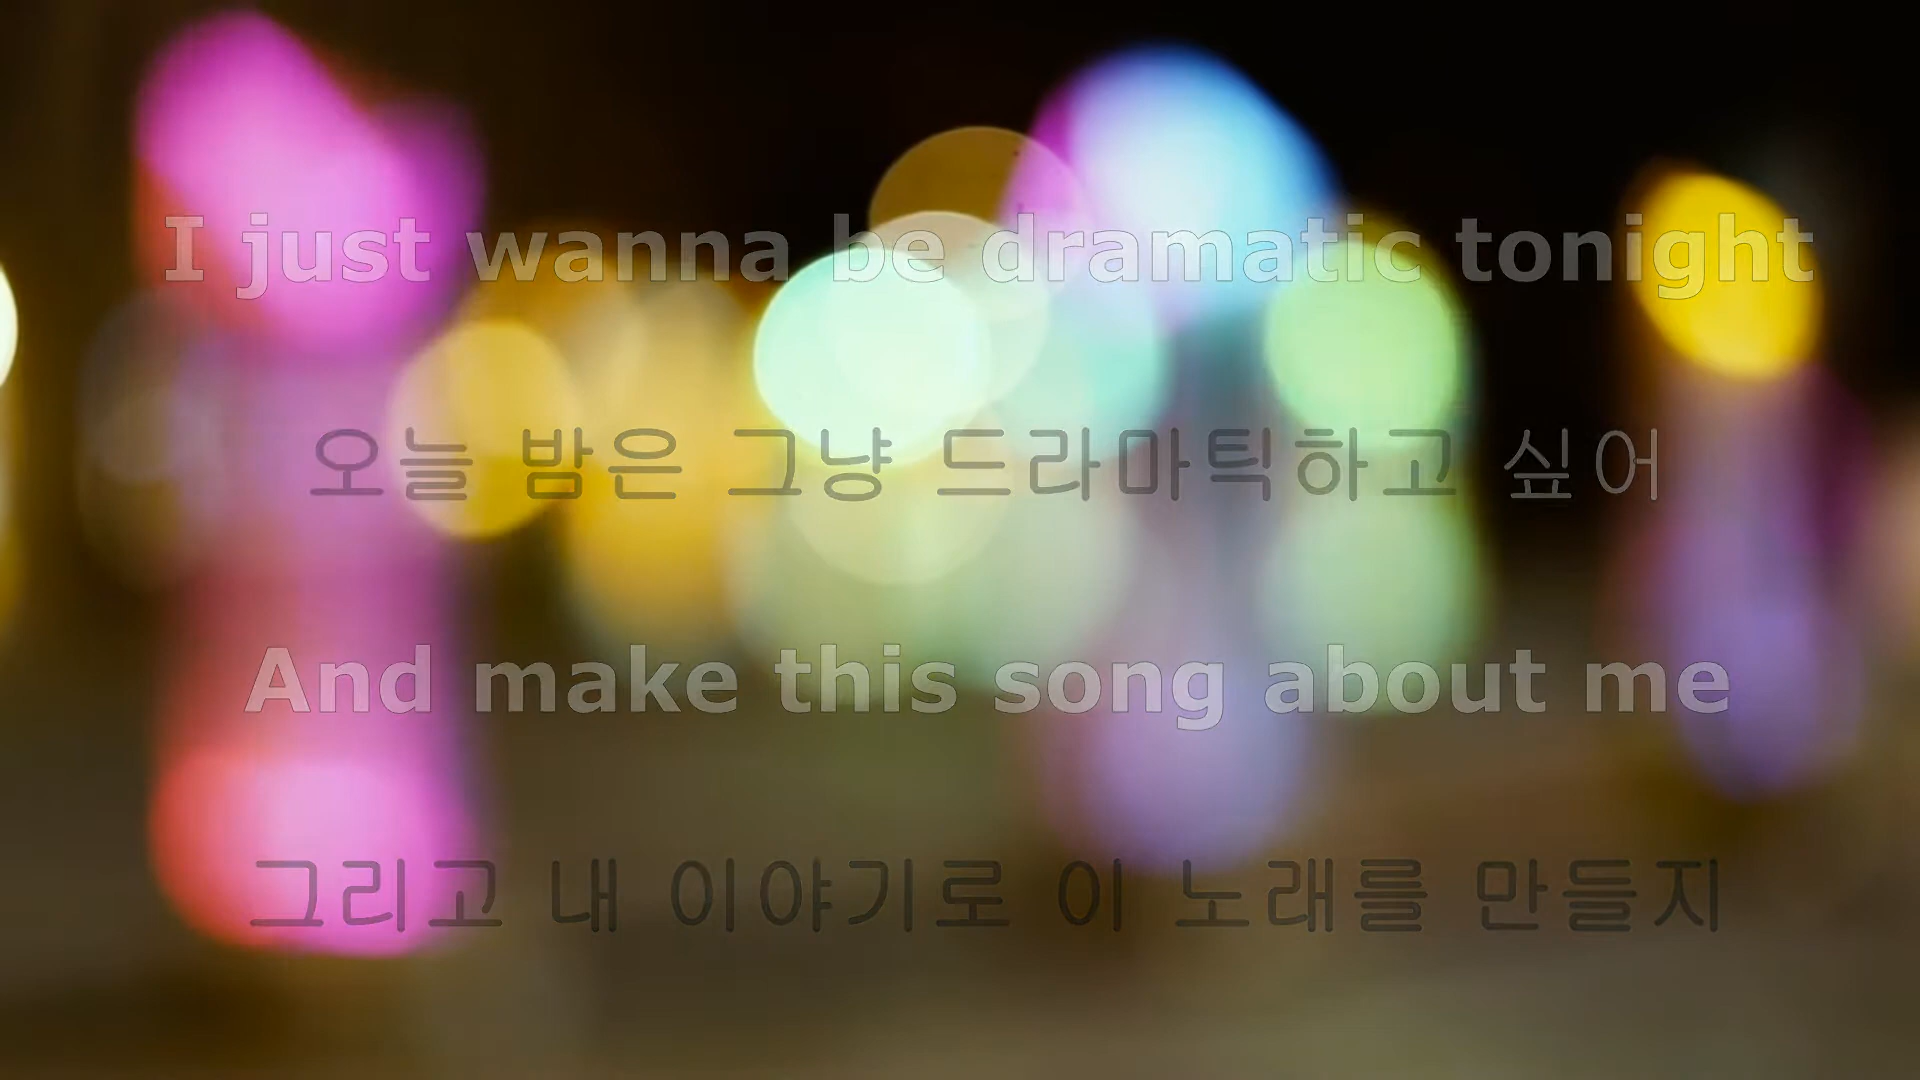 I just wanna be dramatic tonight
오늘 밤은 그냥 드라마틱하고 싶어
And make this song about me
그리고 내 이야기로 이 노래를 만들지